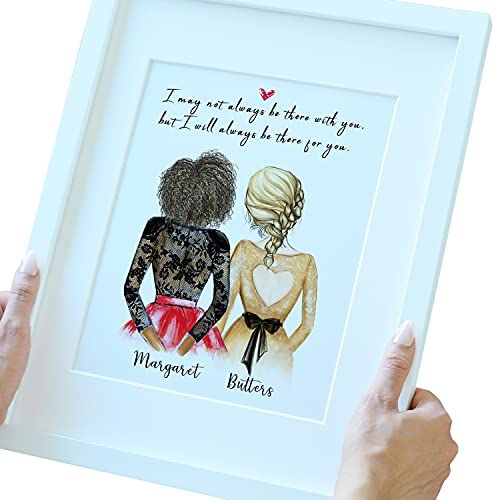 I may not always be there with you,
but I will always be there for you.
Margaret
Butters